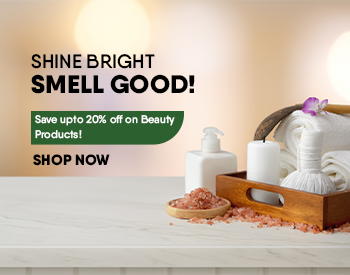 SHINE BRIGHT
SMELL GOOD!
Save upto 20% off on Beauty
Products!
SHOP NOW